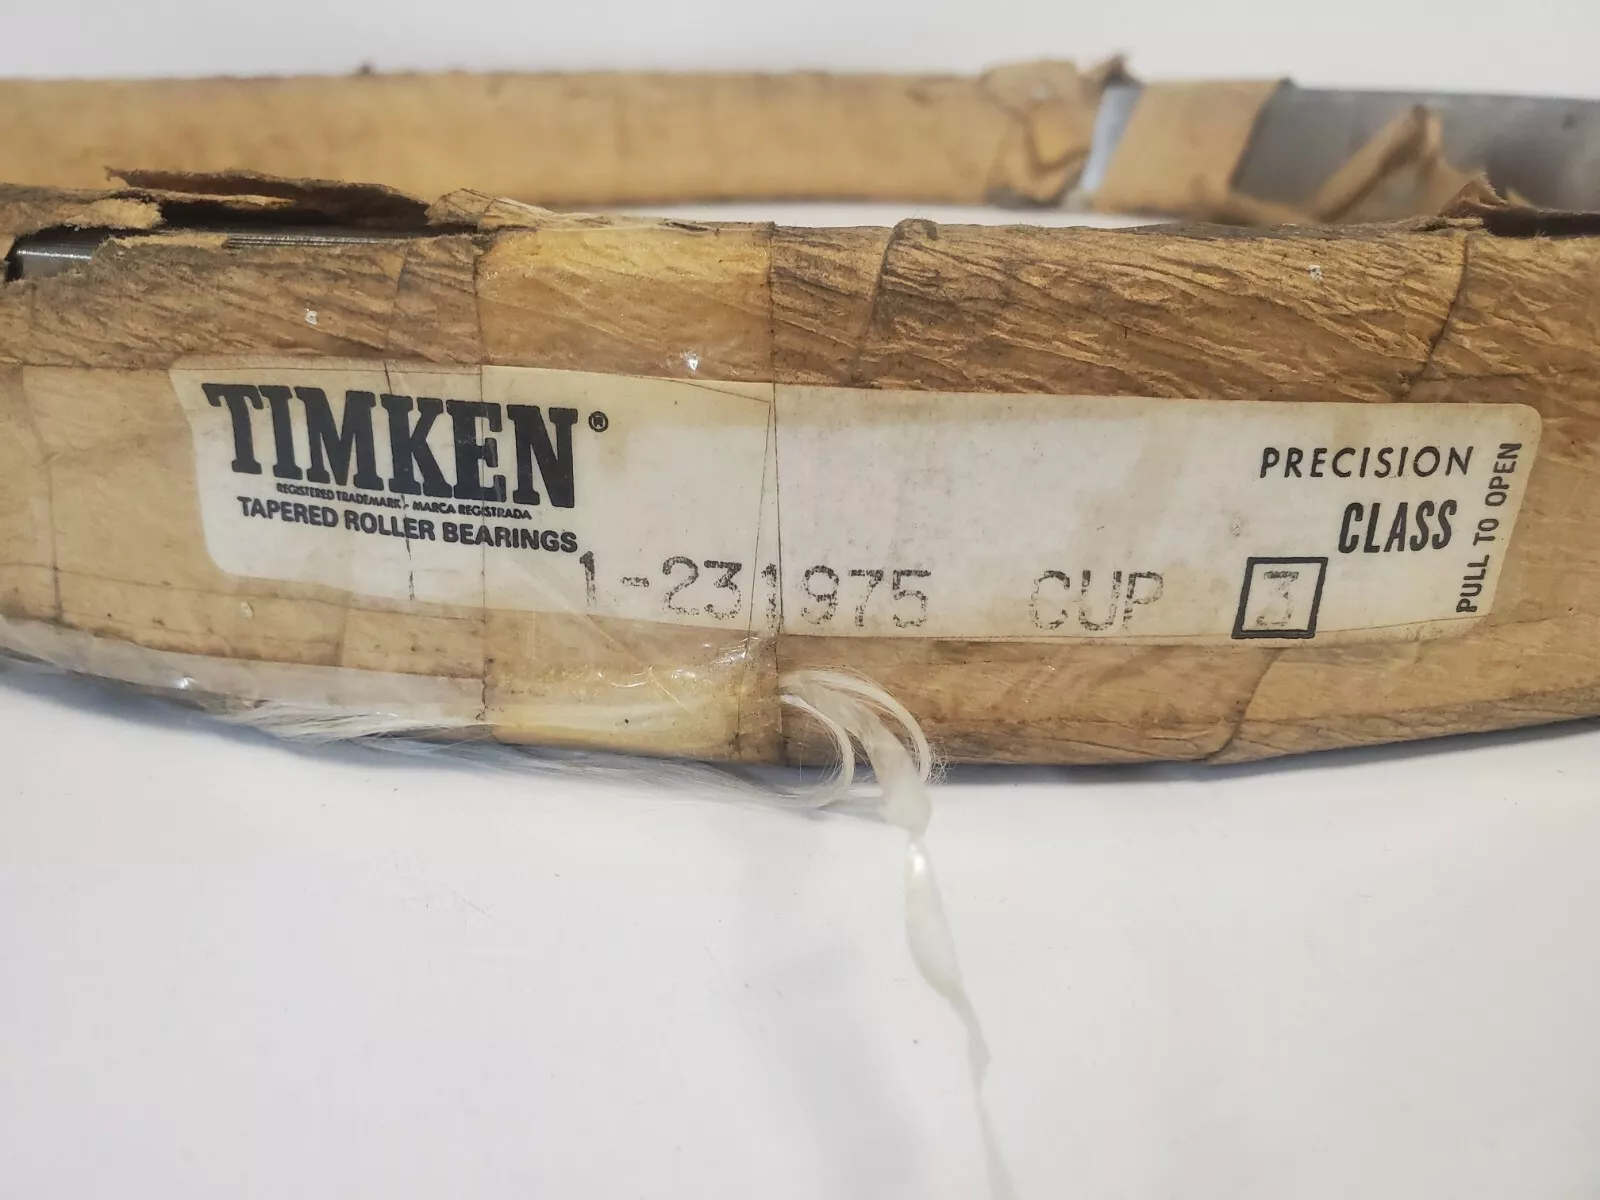 TIMKEN®
REGISTERED TRADEMARK - MARCA REGISTRADA
TAPERED ROLLER BEARINGS
1-231975 CUP 3
PRECISION
CLASS
PULL TO OPEN